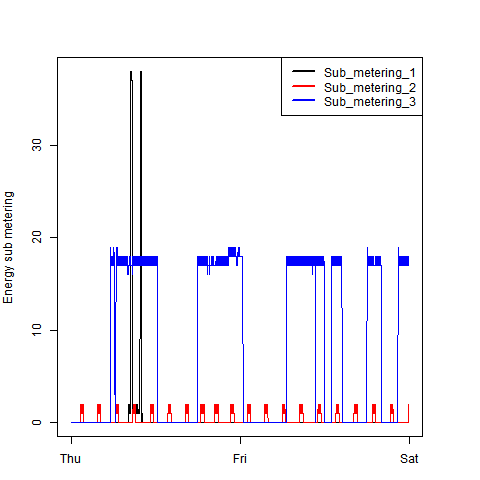 Sub_metering_1
Sub_metering_2
Sub_metering_3
Energy sub metering
30
20
10
0
Thu Fri Sat